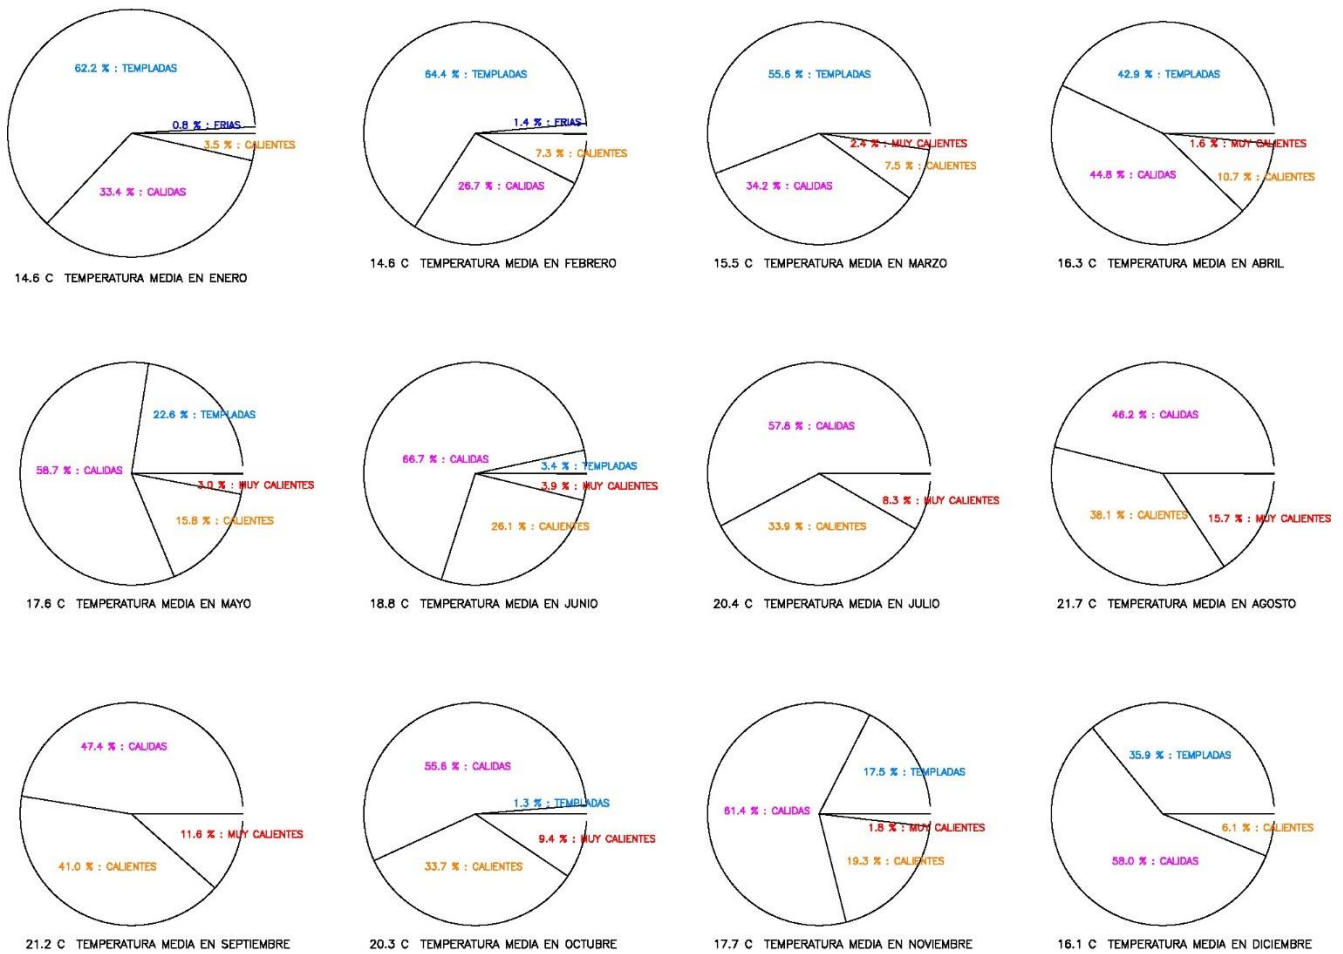 62.2 % : TEMPLADAS
0.8 % : FRIAS
3.5 % : CALIENTES
33.4 % : CALIDAS
14.6 C TEMPERATURA MEDIA EN ENERO
64.4 % : TEMPLADAS
1.4 % : FRIAS
7.3 % : CALIENTES
26.7 % : CALIDAS
14.6 C TEMPERATURA MEDIA EN FEBRERO
55.6 % : TEMPLADAS
2.4 % : MUY CALIENTES
7.5 % : CALIENTES
34.2 % : CALIDAS
15.5 C TEMPERATURA MEDIA EN MARZO
42.9 % : TEMPLADAS
1.6 % : MUY CALIENTES
44.8 % : CALIDAS
10.7 % : CALIENTES
16.3 C TEMPERATURA MEDIA EN ABRIL
22.6 % : TEMPLADAS
58.7 % : CALIDAS
3.0 % : MUY CALIENTES
15.8 % : CALIENTES
17.6 C TEMPERATURA MEDIA EN MAYO
66.7 % : CALIDAS
3.4 % : TEMPLADAS
3.9 % : MUY CALIENTES
26.1 % : CALIENTES
18.8 C TEMPERATURA MEDIA EN JUNIO
57.8 % : CALIDAS
8.3 % : MUY CALIENTES
33.9 % : CALIENTES
20.4 C TEMPERATURA MEDIA EN JULIO
46.2 % : CALIDAS
38.1 % : CALIENTES
15.7 % : MUY CALIENTES
21.7 C TEMPERATURA MEDIA EN AGOSTO
47.4 % : CALIDAS
11.6 % : MUY CALIENTES
41.0 % : CALIENTES
21.2 C TEMPERATURA MEDIA EN SEPTIEMBRE
55.6 % : CALIDAS
1.3 % : TEMPLADAS
9.4 % : MUY CALIENTES
33.7 % : CALIENTES
20.3 C TEMPERATURA MEDIA EN OCTUBRE
17.5 % : TEMPLADAS
61.4 % : CALIDAS
1.8 % : MUY CALIENTES
19.3 % : CALIENTES
17.7 C TEMPERATURA MEDIA EN NOVIEMBRE
35.9 % : TEMPLADAS
6.1 % : CALIENTES
58.0 % : CALIDAS
16.1 C TEMPERATURA MEDIA EN DICIEMBRE